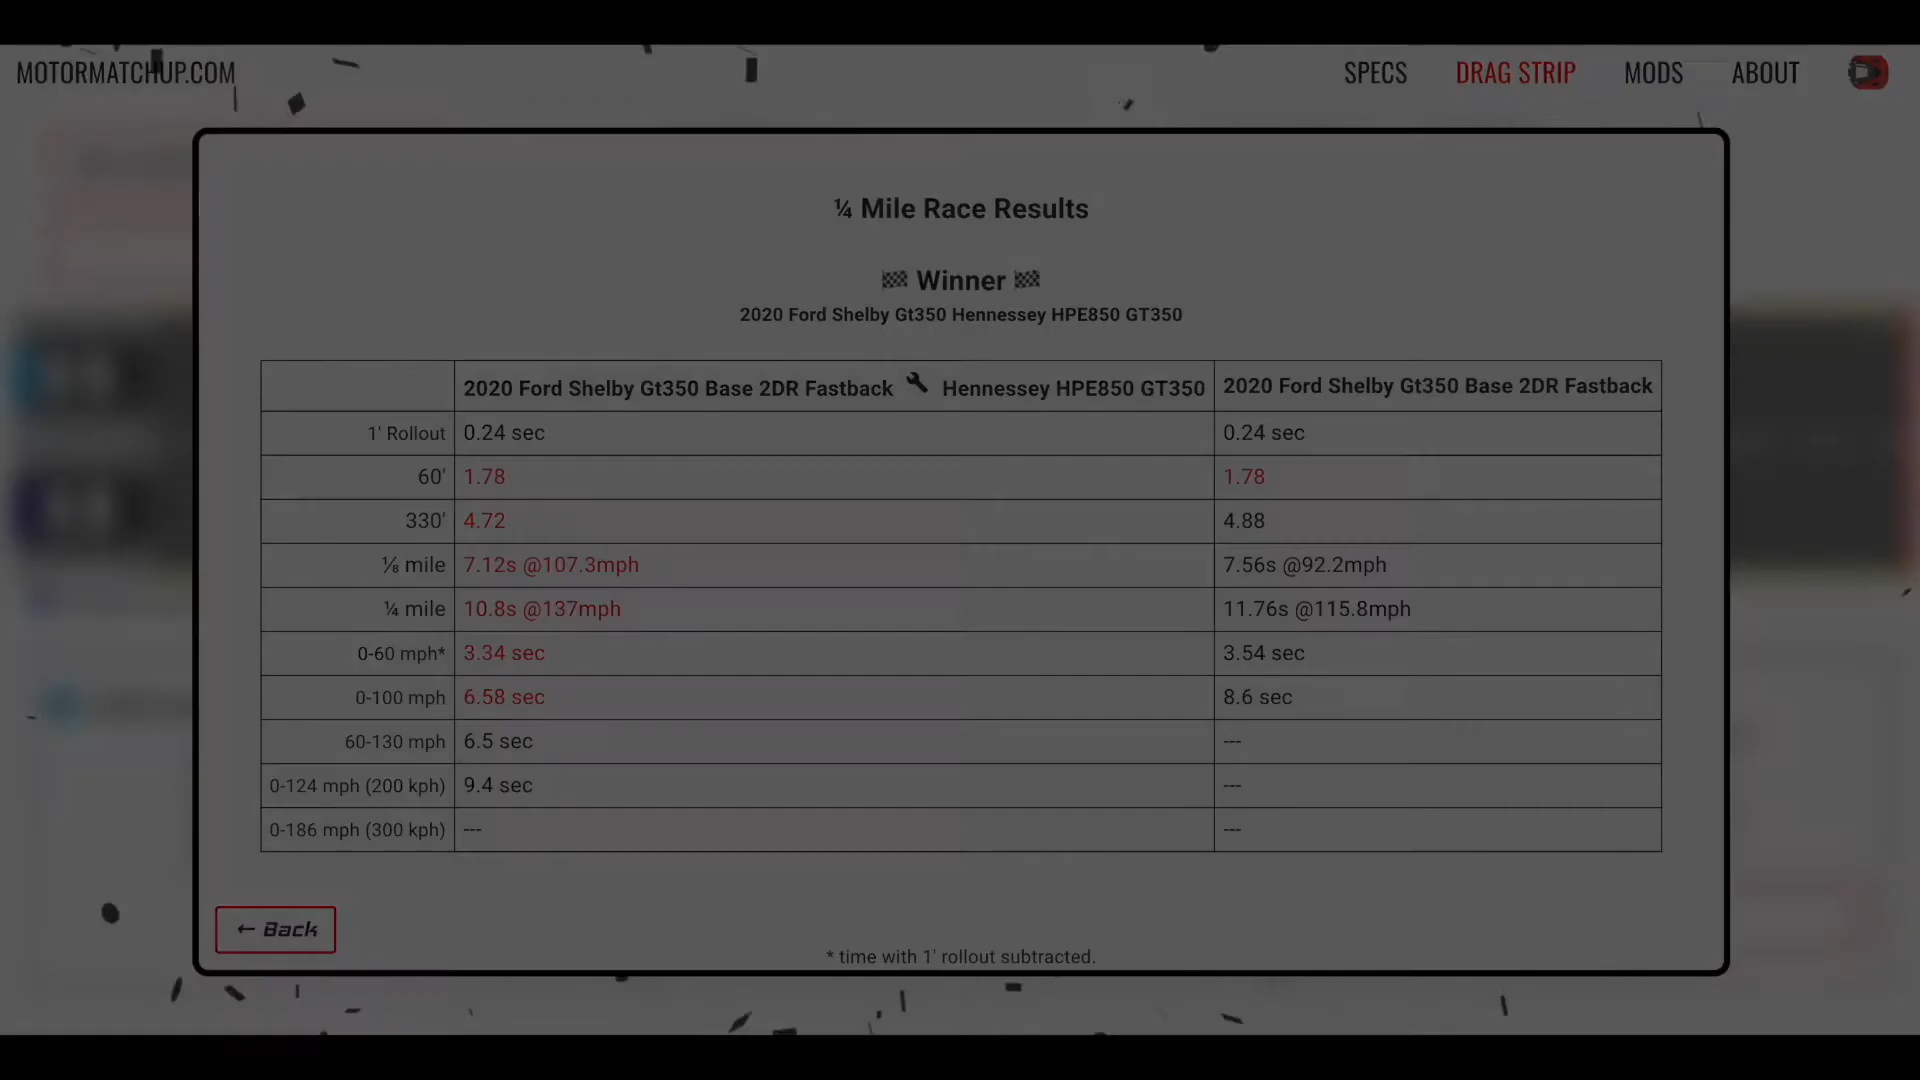 MOTORMATCHUP.COM
SPECS DRAG STRIP MODS ABOUT
¼ Mile Race Results
🏁 Winner 🏁
2020 Ford Shelby Gt350 Hennessey HPE850 GT350
2020 Ford Shelby Gt350 Base 2DR Fastback Hennessey HPE850 GT350 2020 Ford Shelby Gt350 Base 2DR Fastback
1' Rollout 0.24 sec 0.24 sec
60' 1.78 1.78
330' 4.72 4.88
⅛ mile 7.12s @107.3mph 7.56s @92.2mph
¼ mile 10.8s @137mph 11.76s @115.8mph
0-60 mph* 3.34 sec 3.54 sec
0-100 mph 6.58 sec 8.6 sec
60-130 mph 6.5 sec ---
0-124 mph (200 kph) 9.4 sec ---
0-186 mph (300 kph) --- ---
← Back
* time with 1' rollout subtracted.